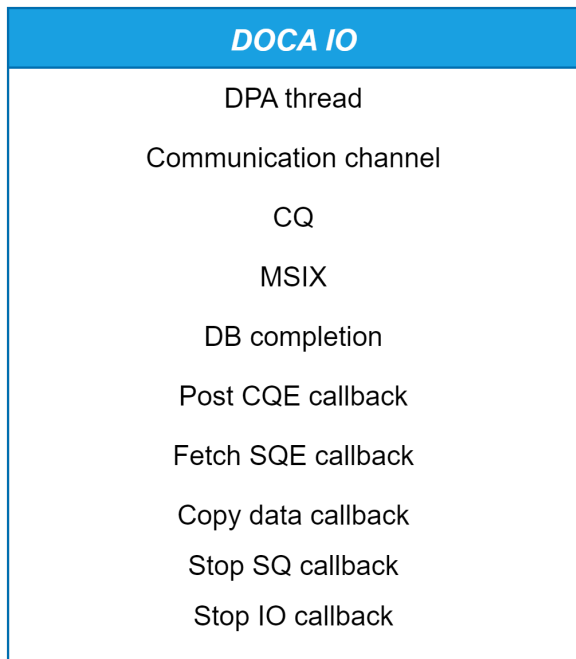 DOCA IO
DPA thread
Communication channel
CQ
MSIX
DB completion
Post CQE callback
Fetch SQE callback
Copy data callback
Stop SQ callback
Stop IO callback